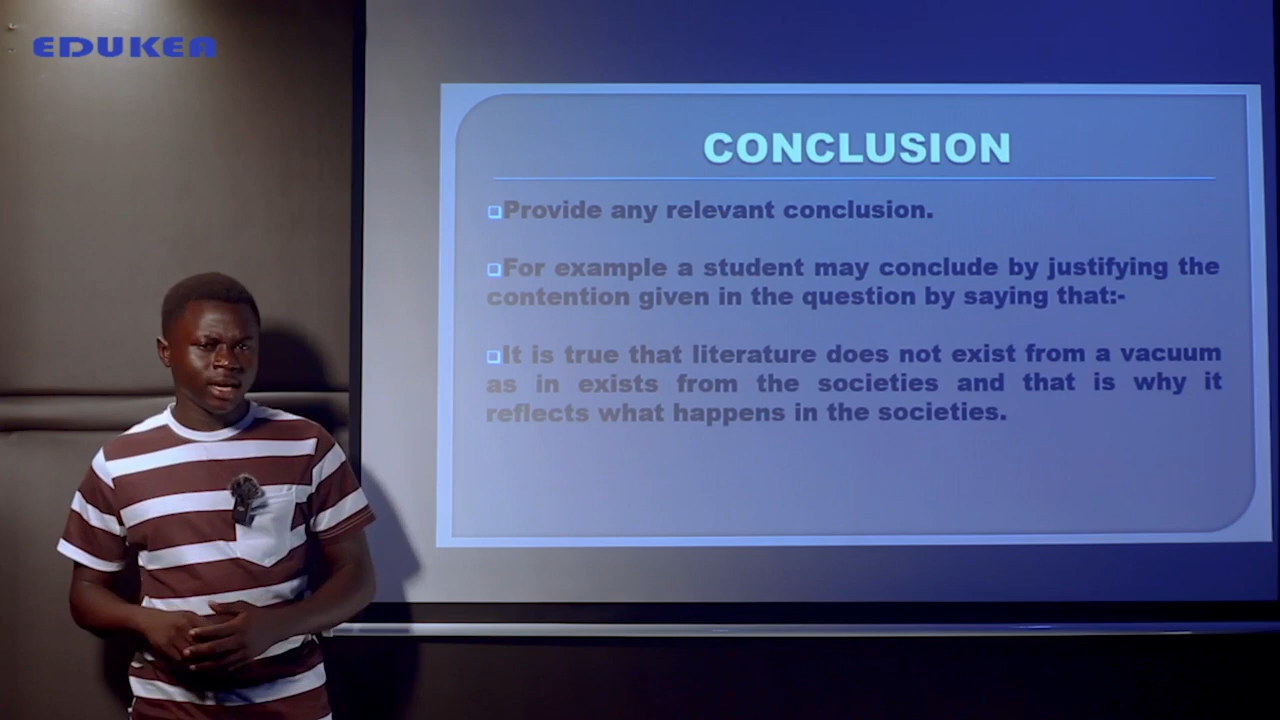 EDUKEA
CONCLUSION
❑Provide any relevant conclusion.
❑For example a student may conclude by justifying the
contention given in the question by saying that:-
❑It is true that literature does not exist from a vacuum
as in exists from the societies and that is why it
reflects what happens in the societies.